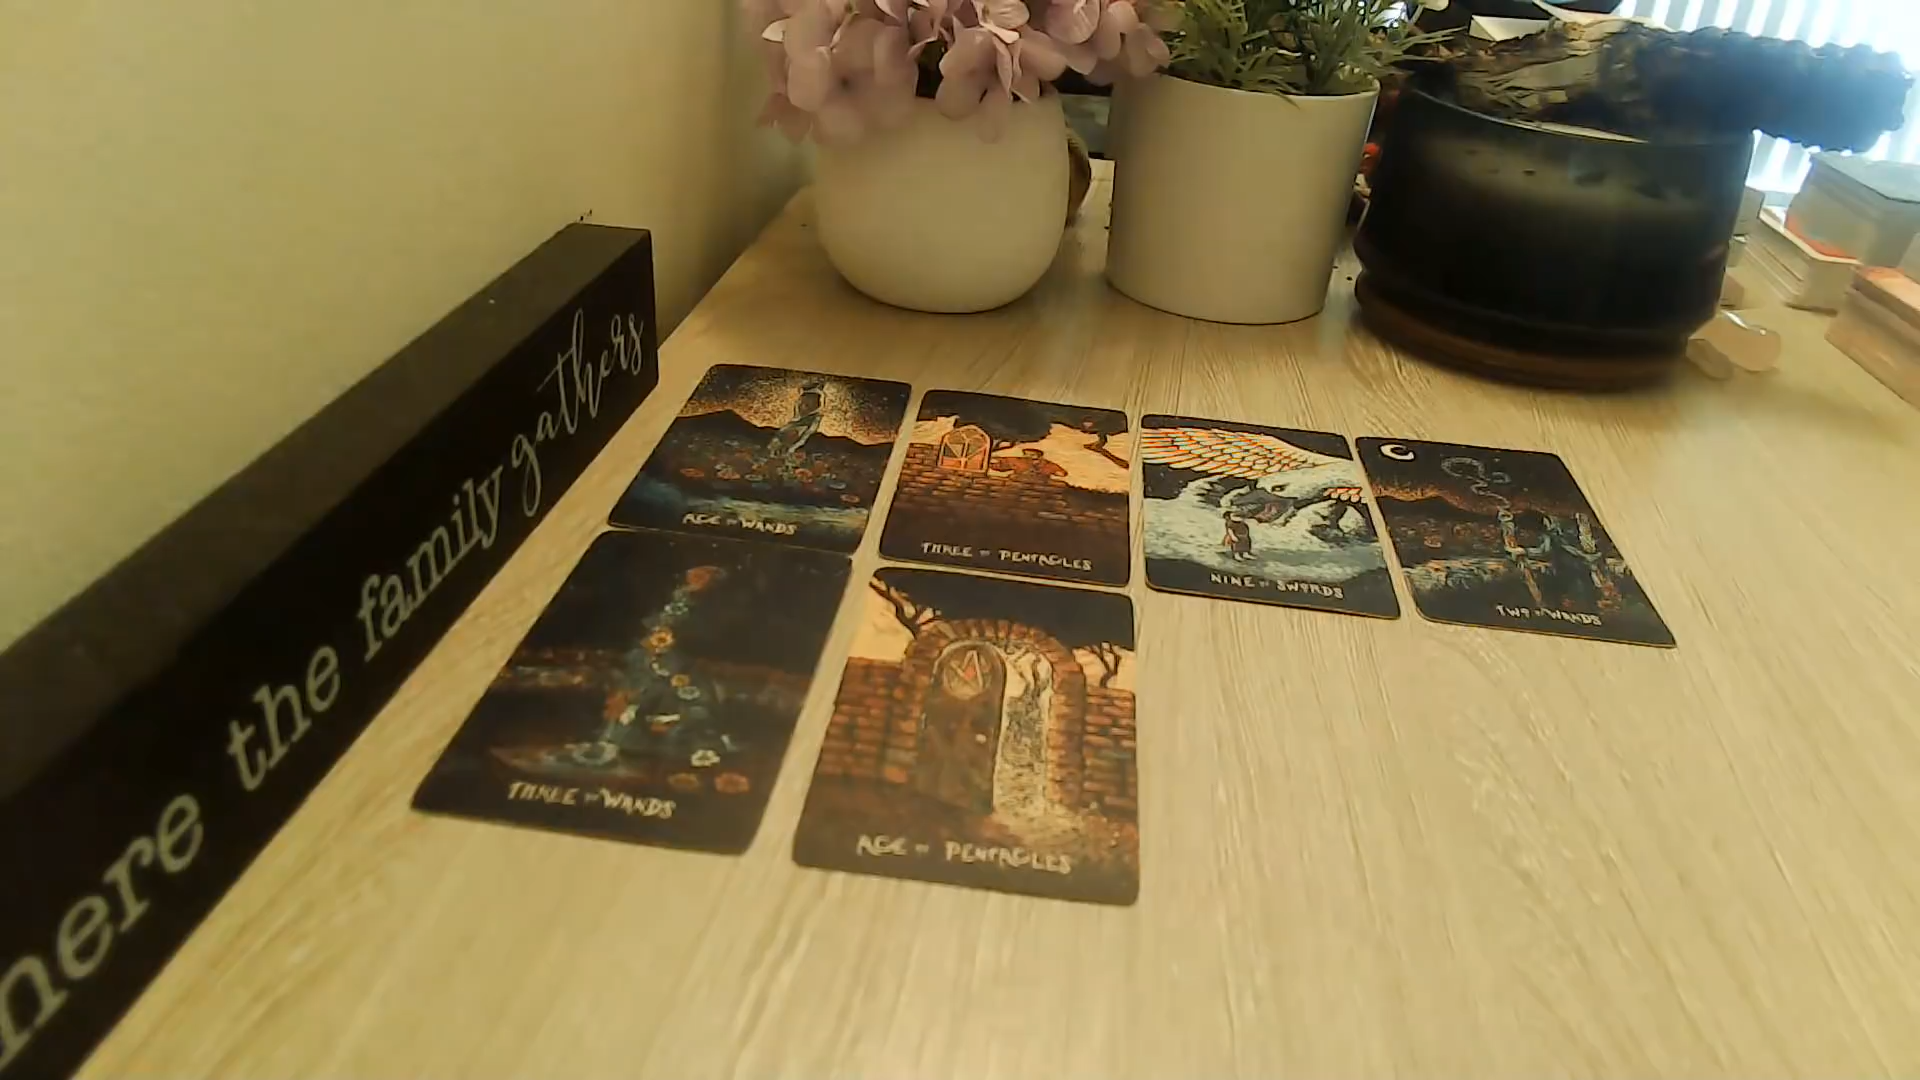 here the family gathers
ACE OF WANDS
THREE OF PENTACLES
NINE OF SWORDS
TWO OF WANDS
THREE OF WANDS
ACE OF PENTACLES